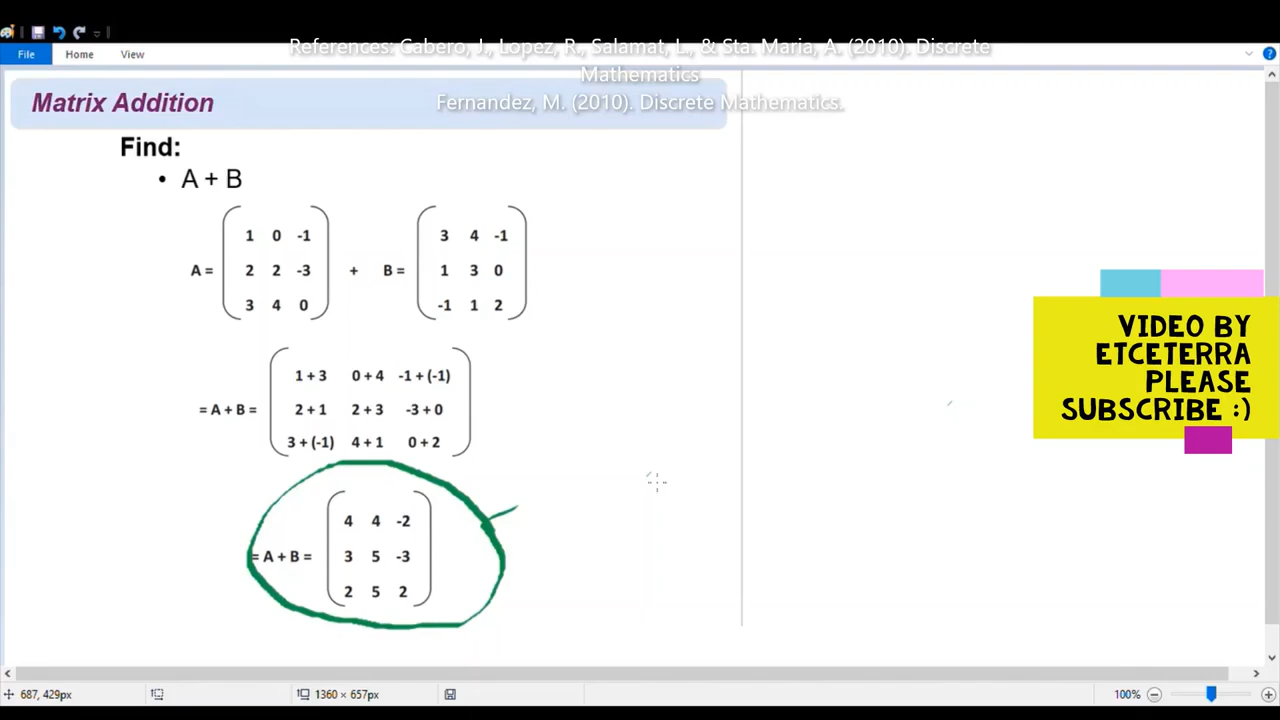 File Home View
References: Cabero, J., Lopez, R., Salamat, L., & Sta. Maria, A. (2010). Discrete
Mathematics
Fernandez, M. (2010). Discrete Mathematics.
Matrix Addition
Find:
• A + B
1 0 -1
A = 2 2 -3
3 4 0
+
3 4 -1
B = 1 3 0
-1 1 2
1 + 3 0 + 4 -1 + (-1)
= A + B = 2 + 1 2 + 3 -3 + 0
3 + (-1) 4 + 1 0 + 2
4 4 -2
= A + B = 3 5 -3
2 5 2
VIDEO BY
ETCETERRA
PLEASE
SUBSCRIBE :)
687, 429px 1360 × 657px 100%